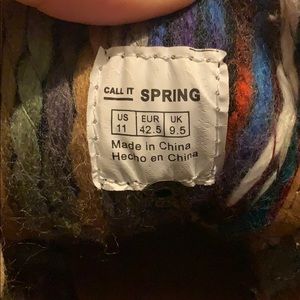 CALL IT SPRING
US EUR UK
11 42.5 9.5
Made in China
Hecho en China